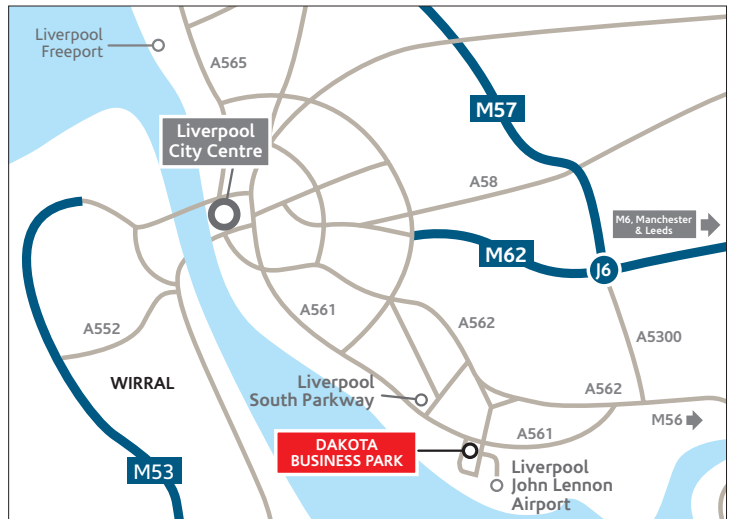 Liverpool
Freeport
A565
M57
Liverpool
City Centre
A58
M6, Manchester
& Leeds
M62
J6
A561
A562
A552
A5300
WIRRAL
Liverpool
South Parkway
A562
M56
A561
DAKOTA
BUSINESS PARK
M53
Liverpool
John Lennon
Airport